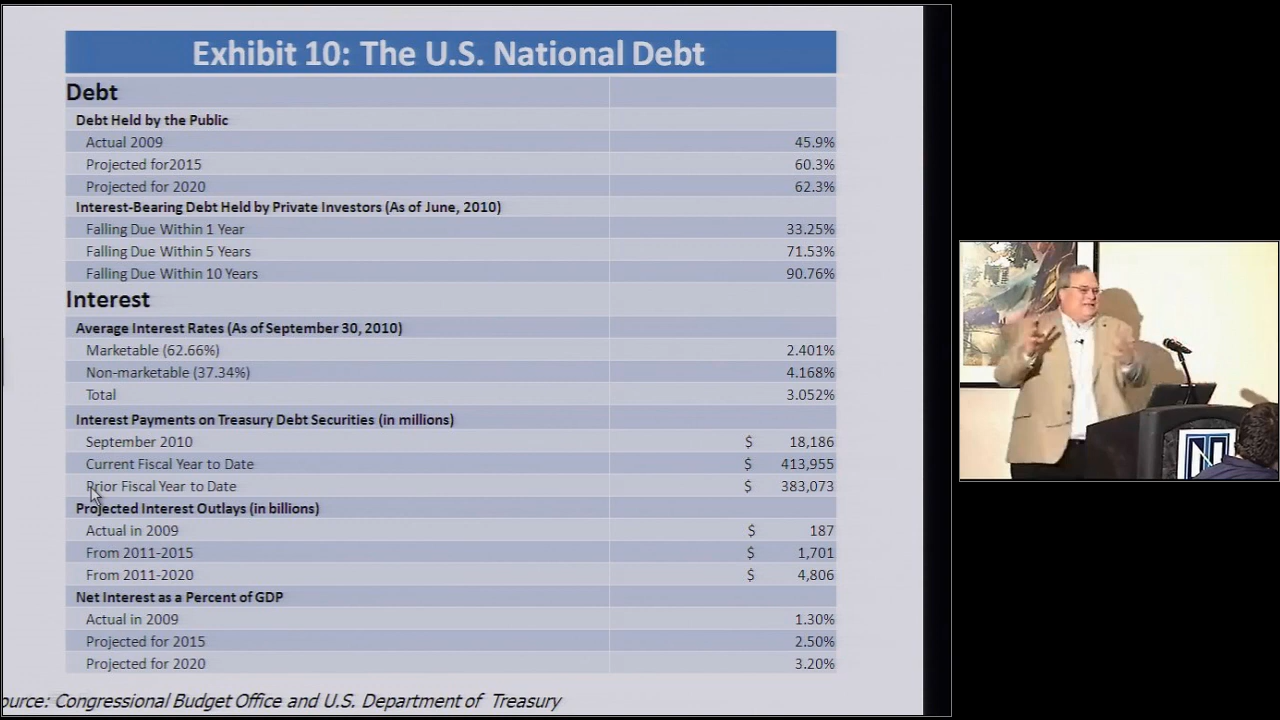 Exhibit 10: The U.S. National Debt
Debt
Debt Held by the Public
Actual 2009 45.9%
Projected for2015 60.3%
Projected for 2020 62.3%
Interest-Bearing Debt Held by Private Investors (As of June, 2010)
Falling Due Within 1 Year 33.25%
Falling Due Within 5 Years 71.53%
Falling Due Within 10 Years 90.76%
Interest
Average Interest Rates (As of September 30, 2010)
Marketable (62.66%) 2.401%
Non-marketable (37.34%) 4.168%
Total 3.052%
Interest Payments on Treasury Debt Securities (in millions)
September 2010 $ 18,186
Current Fiscal Year to Date $ 413,955
Prior Fiscal Year to Date $ 383,073
Projected Interest Outlays (in billions)
Actual in 2009 $ 187
From 2011-2015 $ 1,701
From 2011-2020 $ 4,806
Net Interest as a Percent of GDP
Actual in 2009 1.30%
Projected for 2015 2.50%
Projected for 2020 3.20%
ource: Congressional Budget Office and U.S. Department of Treasury
N